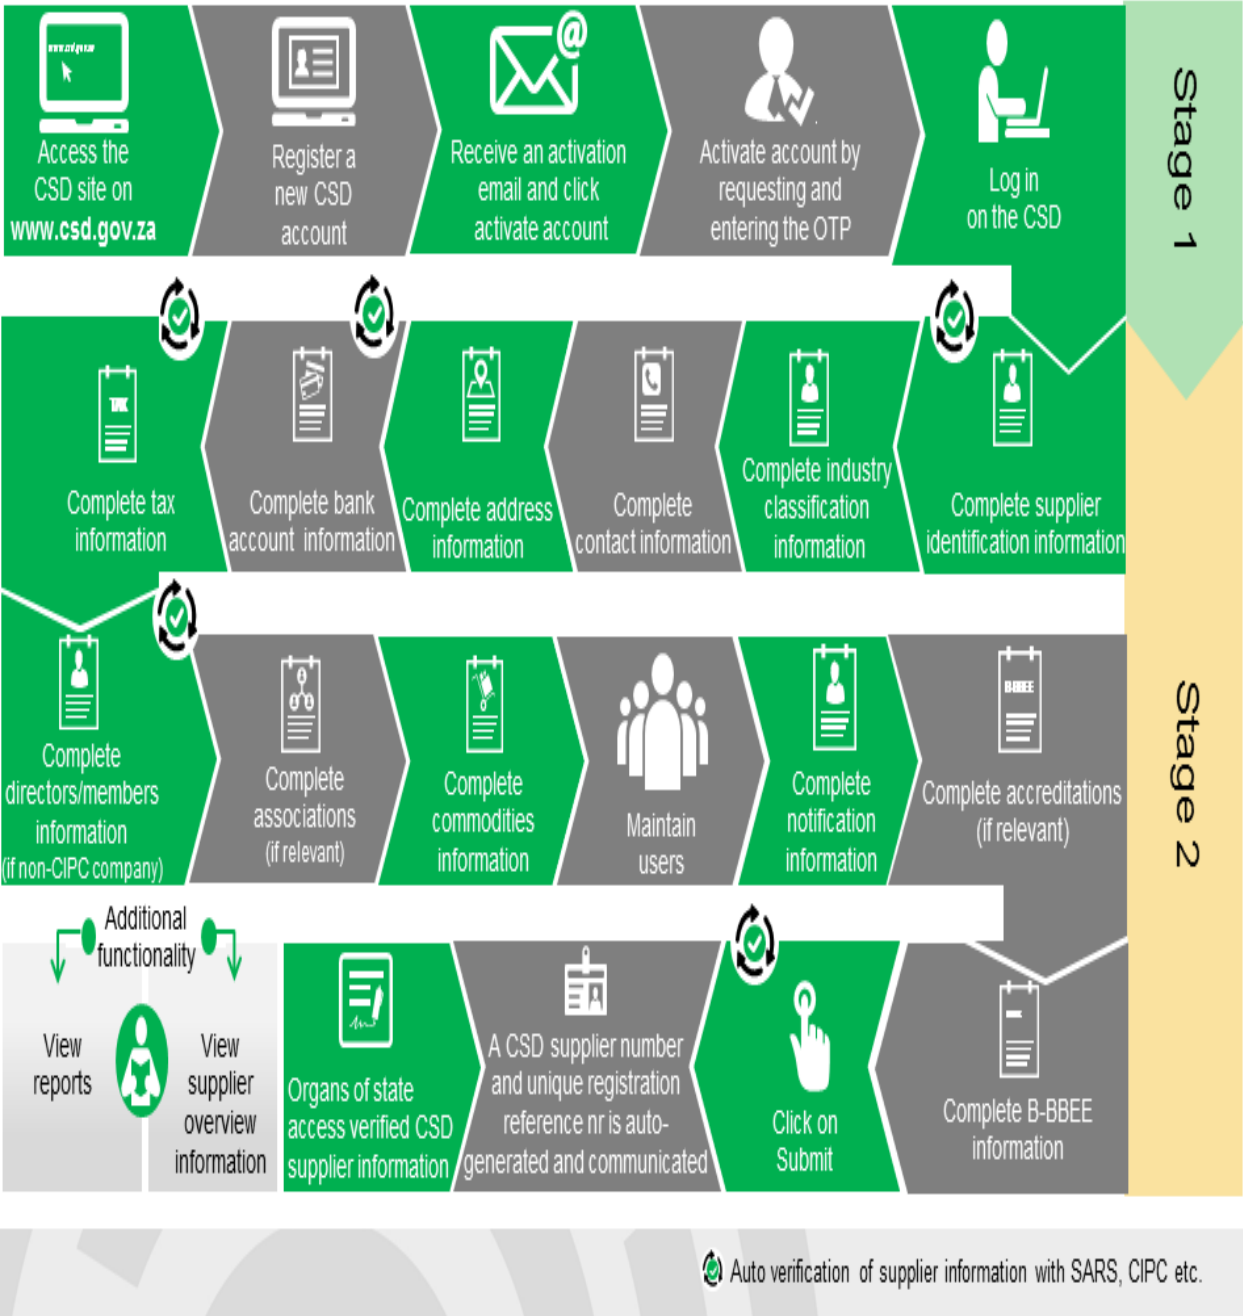 www.csd.gov.za
Access the
CSD site on
www.csd.gov.za
Register a
new CSD
account
@
Receive an activation
email and click
activate account
Activate account by
requesting and
entering the OTP
Log in
on the CSD
Stage 1
Complete supplier
identification information
Complete industry
classification
information
Complete
contact information
Complete address
information
Complete bank
account information
TAX
Complete tax
information
Complete
directors/members
information
(if non-CIPC company)
Complete
associations
(if relevant)
Complete
commodities
information
Maintain
users
Complete
notification
information
B-BBEE
Complete accreditations
(if relevant)
Stage 2
Complete B-BBEE
information
Click on
Submit
A CSD supplier number
and unique registration
reference nr is auto-
generated and communicated
Organs of state
access verified CSD
supplier information
Additional
functionality
View
reports
View
supplier
overview
information
Auto verification of supplier information with SARS, CIPC etc.